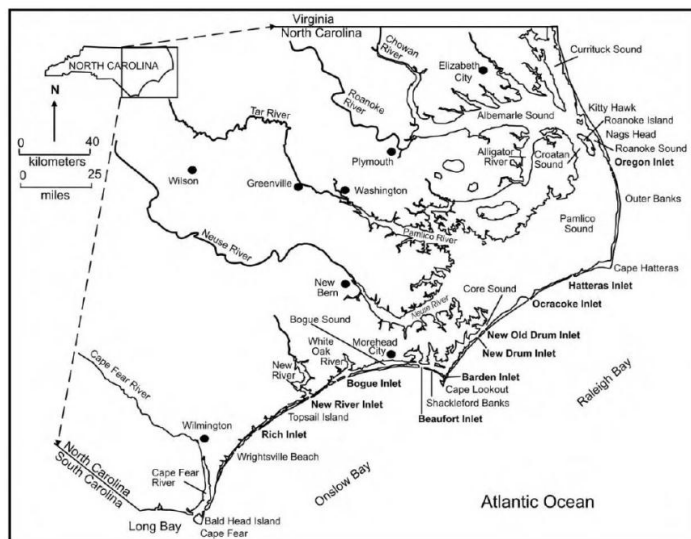 Virginia
North Carolina
Chowan
River
Elizabeth
City
Currituck Sound
NORTH CAROLINA
N
Roanoke
River
Kitty Hawk
Roanoke Island
Albemarle Sound
Nags Head
Tar River
Roanoke Sound
0 40
kilometers
0 25
miles
Plymouth
Alligator
River
Croatan
Sound
Oregon Inlet
Wilson
Greenville
Washington
Outer Banks
Pamlico
Sound
Pamlico River
Neuse River
Cape Hatteras
New
Bern
Hatteras Inlet
Core Sound
Ocracoke Inlet
Neuse River
Bogue Sound
New Old Drum Inlet
White
Oak
River
Morehead
City
New Drum Inlet
New
River
Bogue Inlet
Barden Inlet
Cape Lookout
Raleigh Bay
Cape Fear
River
New River Inlet
Shackleford Banks
Topsail Island
Beaufort Inlet
Rich Inlet
Wilmington
Wrightsville Beach
North Carolina
South Carolina
Cape Fear
River
Onslow Bay
Atlantic Ocean
Long Bay
Bald Head Island
Cape Fear